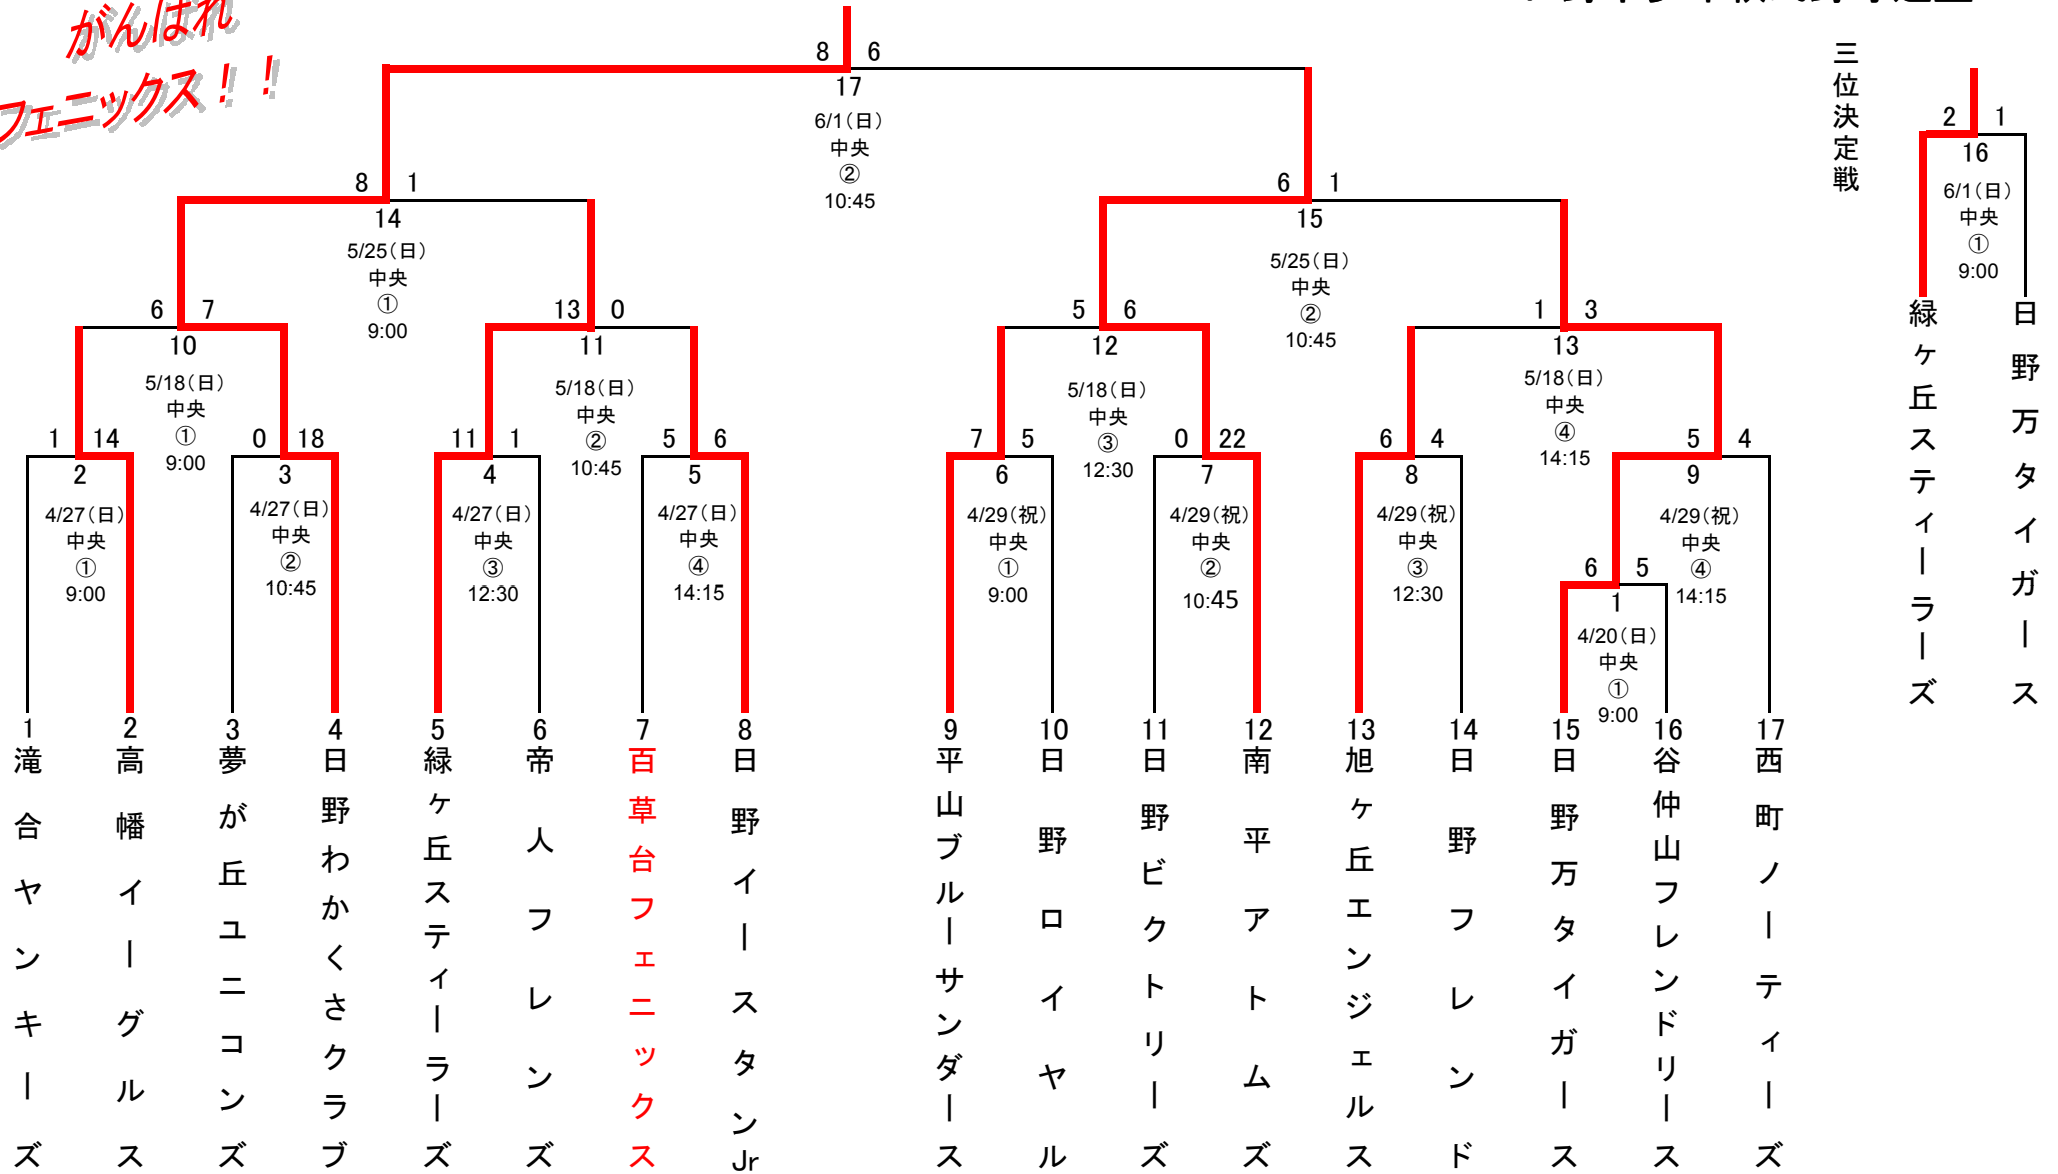 がんばれ
フェニックス！！
8 6
17
6/1(日)
中央
②
10:45
三位決定戦
2 1
16
6/1(日)
中央
①
9:00
緑ヶ丘スティーラーズ
日野万タイガース
8 1
14
5/25(日)
中央
①
9:00
6 1
15
5/25(日)
中央
②
10:45
6 7
10
5/18(日)
中央
①
9:00
13 0
11
5/18(日)
中央
②
10:45
5 6
12
5/18(日)
中央
③
12:30
1 3
13
5/18(日)
中央
④
14:15
1 14
2
4/27(日)
中央
①
9:00
0 18
3
4/27(日)
中央
②
10:45
11 1
4
4/27(日)
中央
③
12:30
5 6
5
4/27(日)
中央
④
14:15
7 5
6
4/29(祝)
中央
①
9:00
0 22
7
4/29(祝)
中央
②
10:45
6 4
8
4/29(祝)
中央
③
12:30
5 4
9
4/29(祝)
中央
④
14:15
6 5
1
4/20(日)
中央
①
9:00
1
滝合ヤンキーズ
2
高幡イーグルス
3
夢が丘ユニコンズ
4
日野わかくさクラブ
5
緑ヶ丘スティーラーズ
6
帝人フレンズ
7
百草台フェニックス
8
日野イースタンJr
9
平山ブルーサンダース
10
日野ロイヤル
11
日野ビクトリーズ
12
南平アトムズ
13
旭ヶ丘エンジェルス
14
日野フレンド
15
日野万タイガース
16
谷仲山フレンドリース
17
西町ノーティーズ